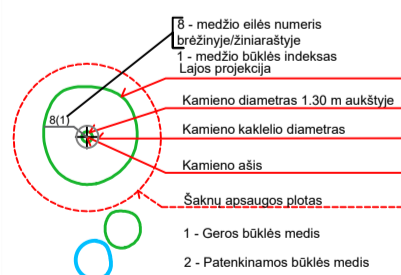 8 - medžio eilės numeris
brėžinyje/žiniaraštyje
1 - medžio būklės indeksas
Lajos projekcija
8(1)
Kamieno diametras 1.30 m aukštyje
Kamieno kaklelio diametras
Kamieno ašis
Šaknų apsaugos plotas
1 - Geros būklės medis
2 - Patenkinamos būklės medis